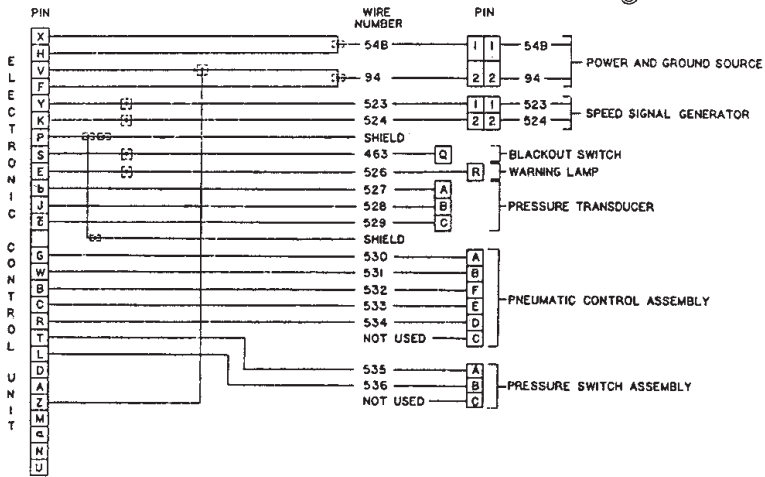 PIN WIRE NUMBER PIN
ELECTRONIC CONTROL UNIT
X
H 54B 1 1 54B
V POWER AND GROUND SOURCE
F 94 2 2 94
Y 523 1 1 523
K 524 2 2 524 SPEED SIGNAL GENERATOR
P SHIELD
S 463 Q BLACKOUT SWITCH
E 526 R WARNING LAMP
b 527 A
J 528 B PRESSURE TRANSDUCER
c 529 C
SHIELD
G 530 A
W 531 B
B 532 F
C 533 E PNEUMATIC CONTROL ASSEMBLY
R 534 D
T NOT USED C
L
D 535 A
A 536 B PRESSURE SWITCH ASSEMBLY
Z NOT USED C
M
a
N
U